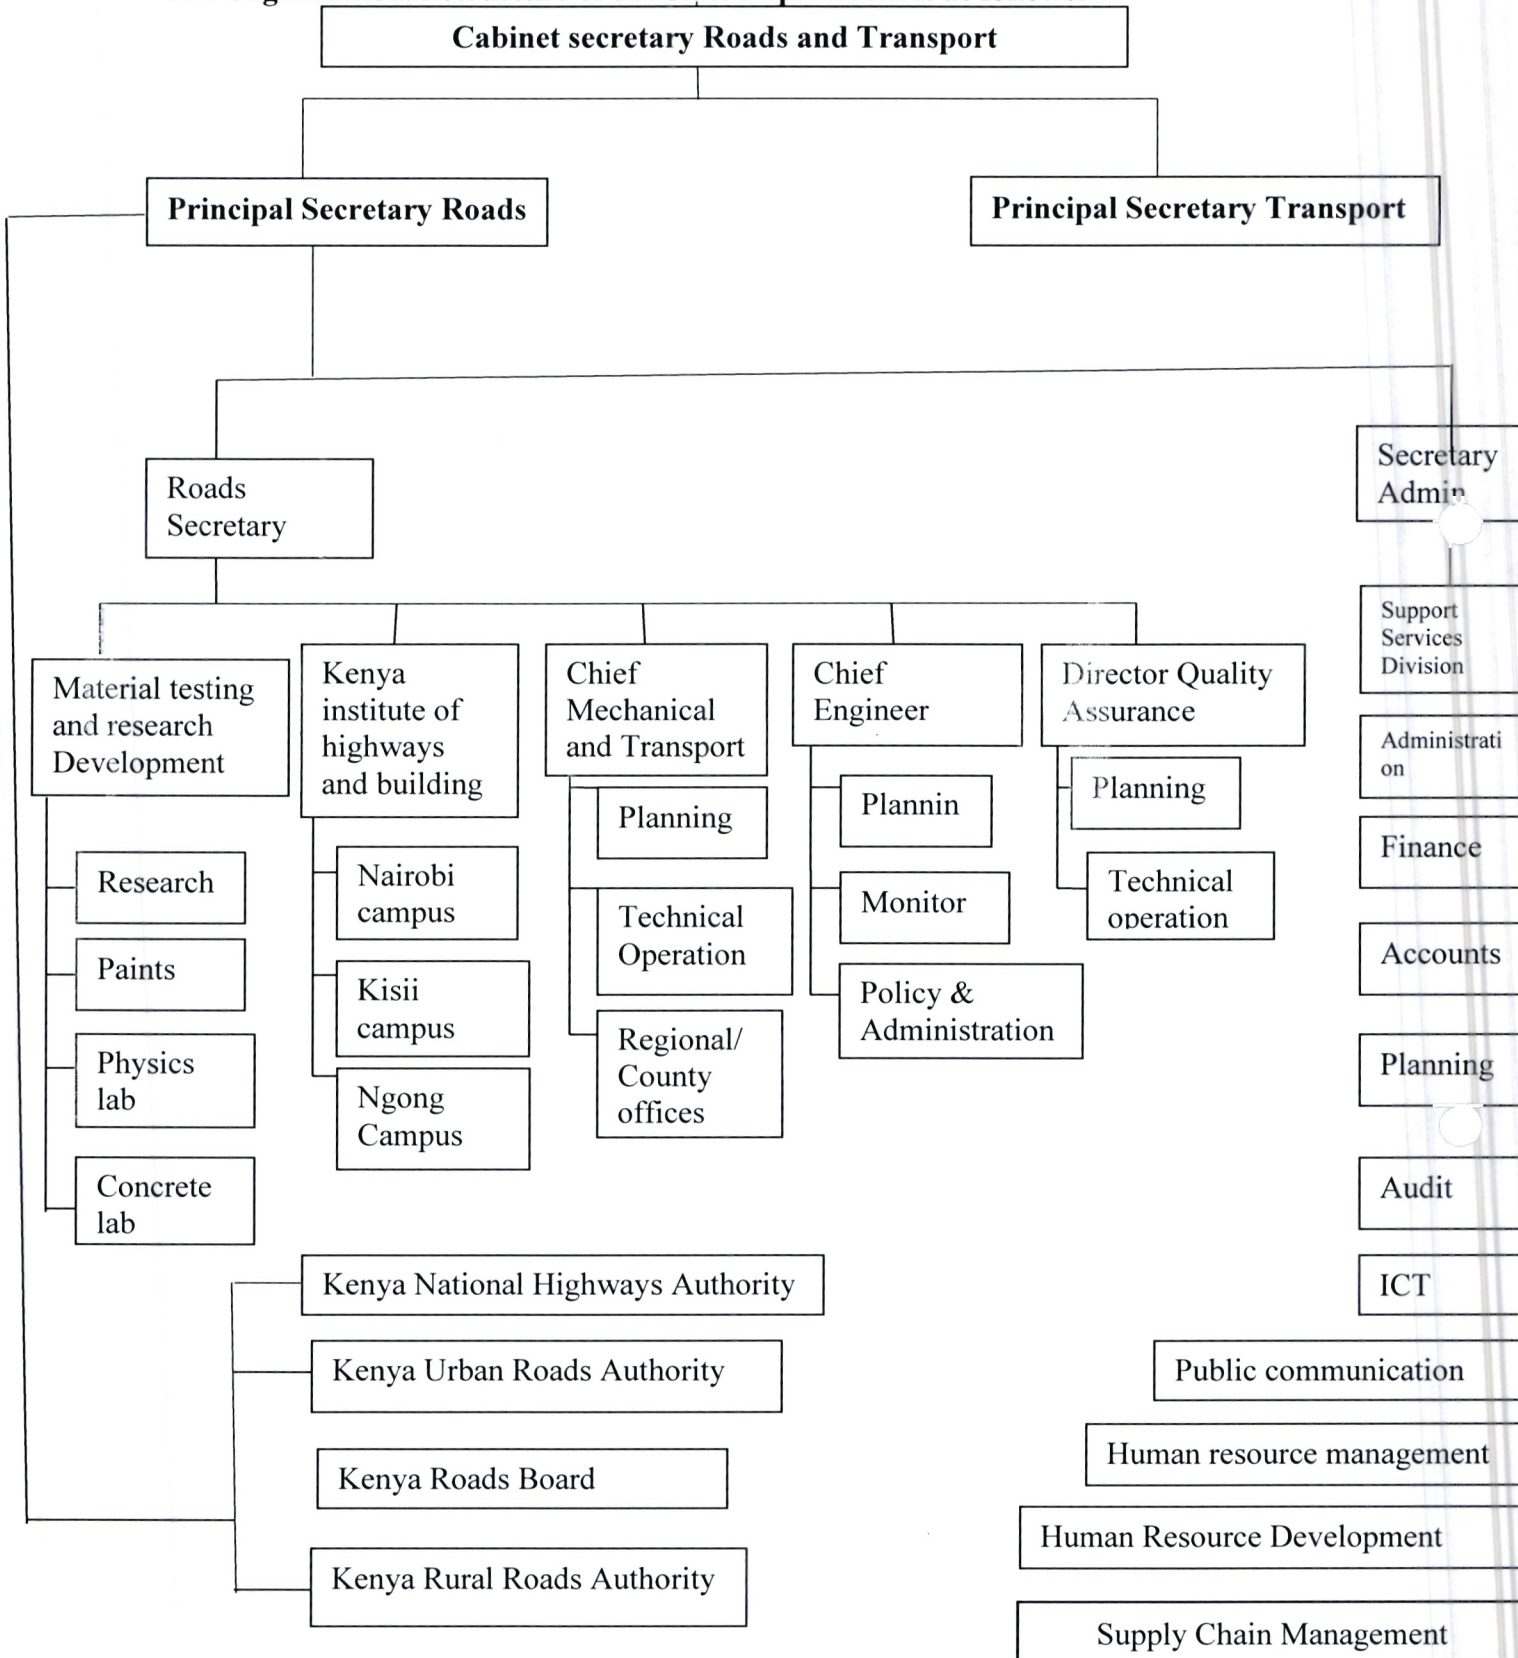 Cabinet secretary Roads and Transport
Principal Secretary Roads
Principal Secretary Transport
Roads
Secretary
Secretary
Admin
Material testing
and research
Development
Research
Paints
Physics
lab
Concrete
lab
Kenya
institute of
highways
and building
Nairobi
campus
Kisii
campus
Ngong
Campus
Chief
Mechanical
and Transport
Planning
Technical
Operation
Regional/
County
offices
Chief
Engineer
Plannin
Monitor
Policy &
Administration
Director Quality
Assurance
Planning
Technical
operation
Support
Services
Division
Administrati
on
Finance
Accounts
Planning
Audit
ICT
Public communication
Human resource management
Human Resource Development
Supply Chain Management
Kenya National Highways Authority
Kenya Urban Roads Authority
Kenya Roads Board
Kenya Rural Roads Authority